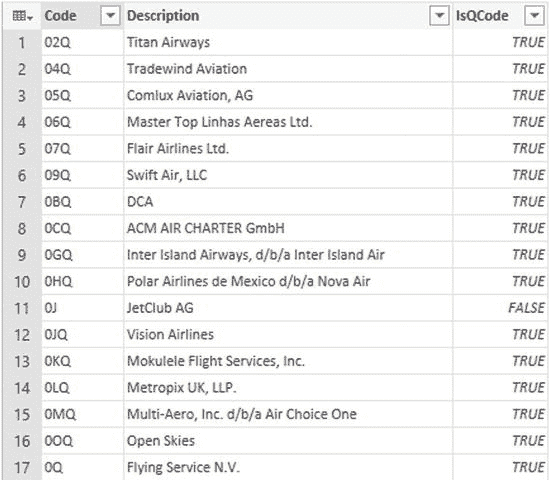 Code Description IsQCode
1 02Q Titan Airways TRUE
2 04Q Tradewind Aviation TRUE
3 05Q Comlux Aviation, AG TRUE
4 06Q Master Top Linhas Aereas Ltd. TRUE
5 07Q Flair Airlines Ltd. TRUE
6 09Q Swift Air, LLC TRUE
7 0BQ DCA TRUE
8 0CQ ACM AIR CHARTER GmbH TRUE
9 0GQ Inter Island Airways, d/b/a Inter Island Air TRUE
10 0HQ Polar Airlines de Mexico d/b/a Nova Air TRUE
11 0J JetClub AG FALSE
12 0JQ Vision Airlines TRUE
13 0KQ Mokulele Flight Services, Inc. TRUE
14 0LQ Metropix UK, LLP. TRUE
15 0MQ Multi-Aero, Inc. d/b/a Air Choice One TRUE
16 0OQ Open Skies TRUE
17 0Q Flying Service N.V. TRUE